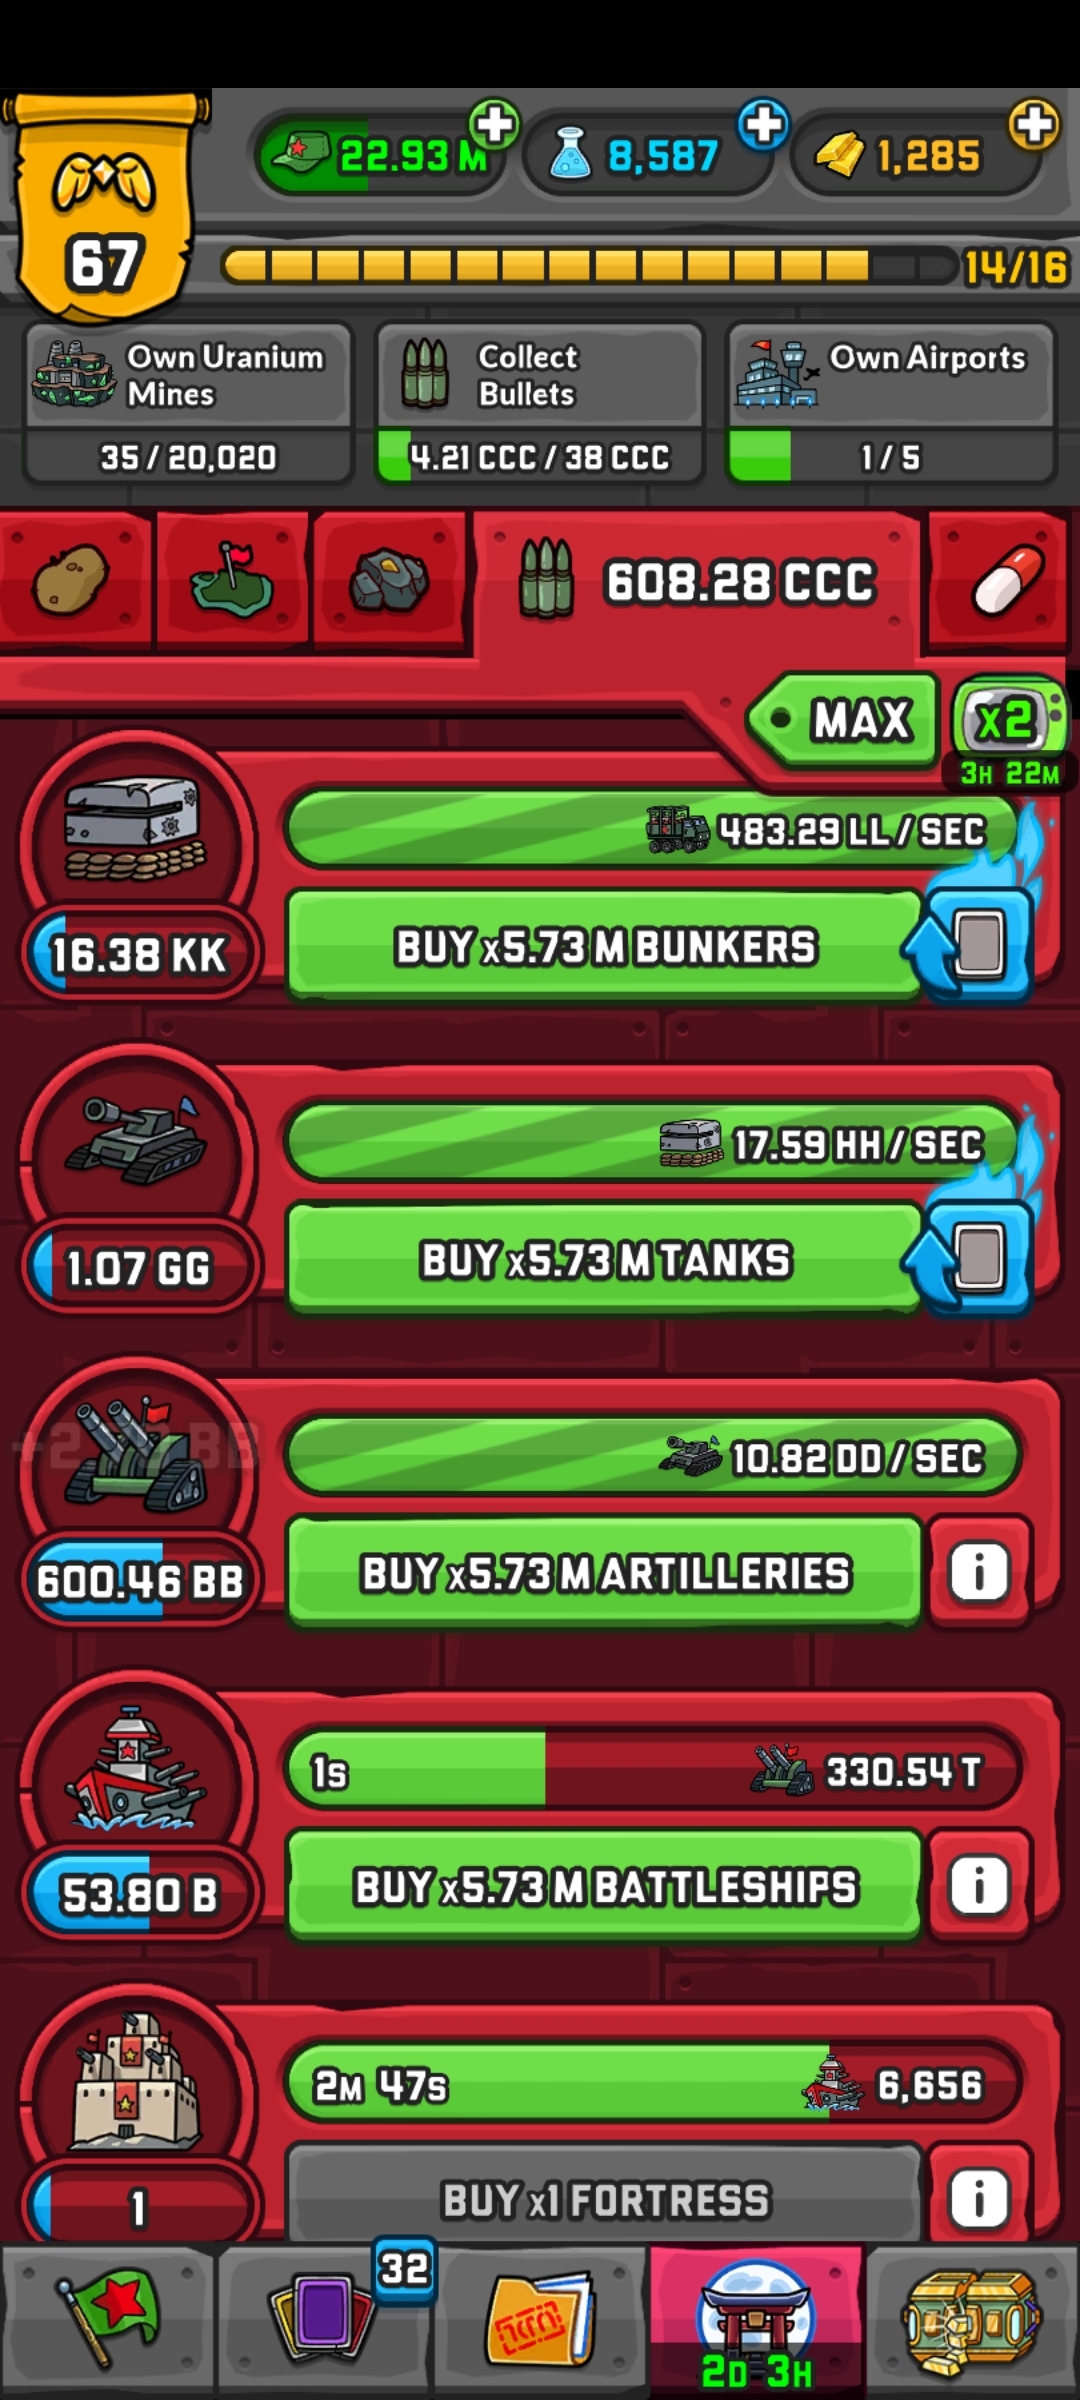 67
22.93 M
8,587
1,285
14/16
Own Uranium
Mines
35 / 20,020
Collect
Bullets
4.21 CCC / 38 CCC
Own Airports
1 / 5
608.28 CCC
MAX
x2
3H 22M
483.29 LL / SEC
16.38 KK
BUY x5.73 M BUNKERS
17.59 HH / SEC
1.07 GG
BUY x5.73 M TANKS
10.82 DD / SEC
600.46 BB
BUY x5.73 M ARTILLERIES
i
1s
330.54 T
53.80 B
BUY x5.73 M BATTLESHIPS
i
2M 47s
6,656
1
BUY x1 FORTRESS
i
32
2D 3H